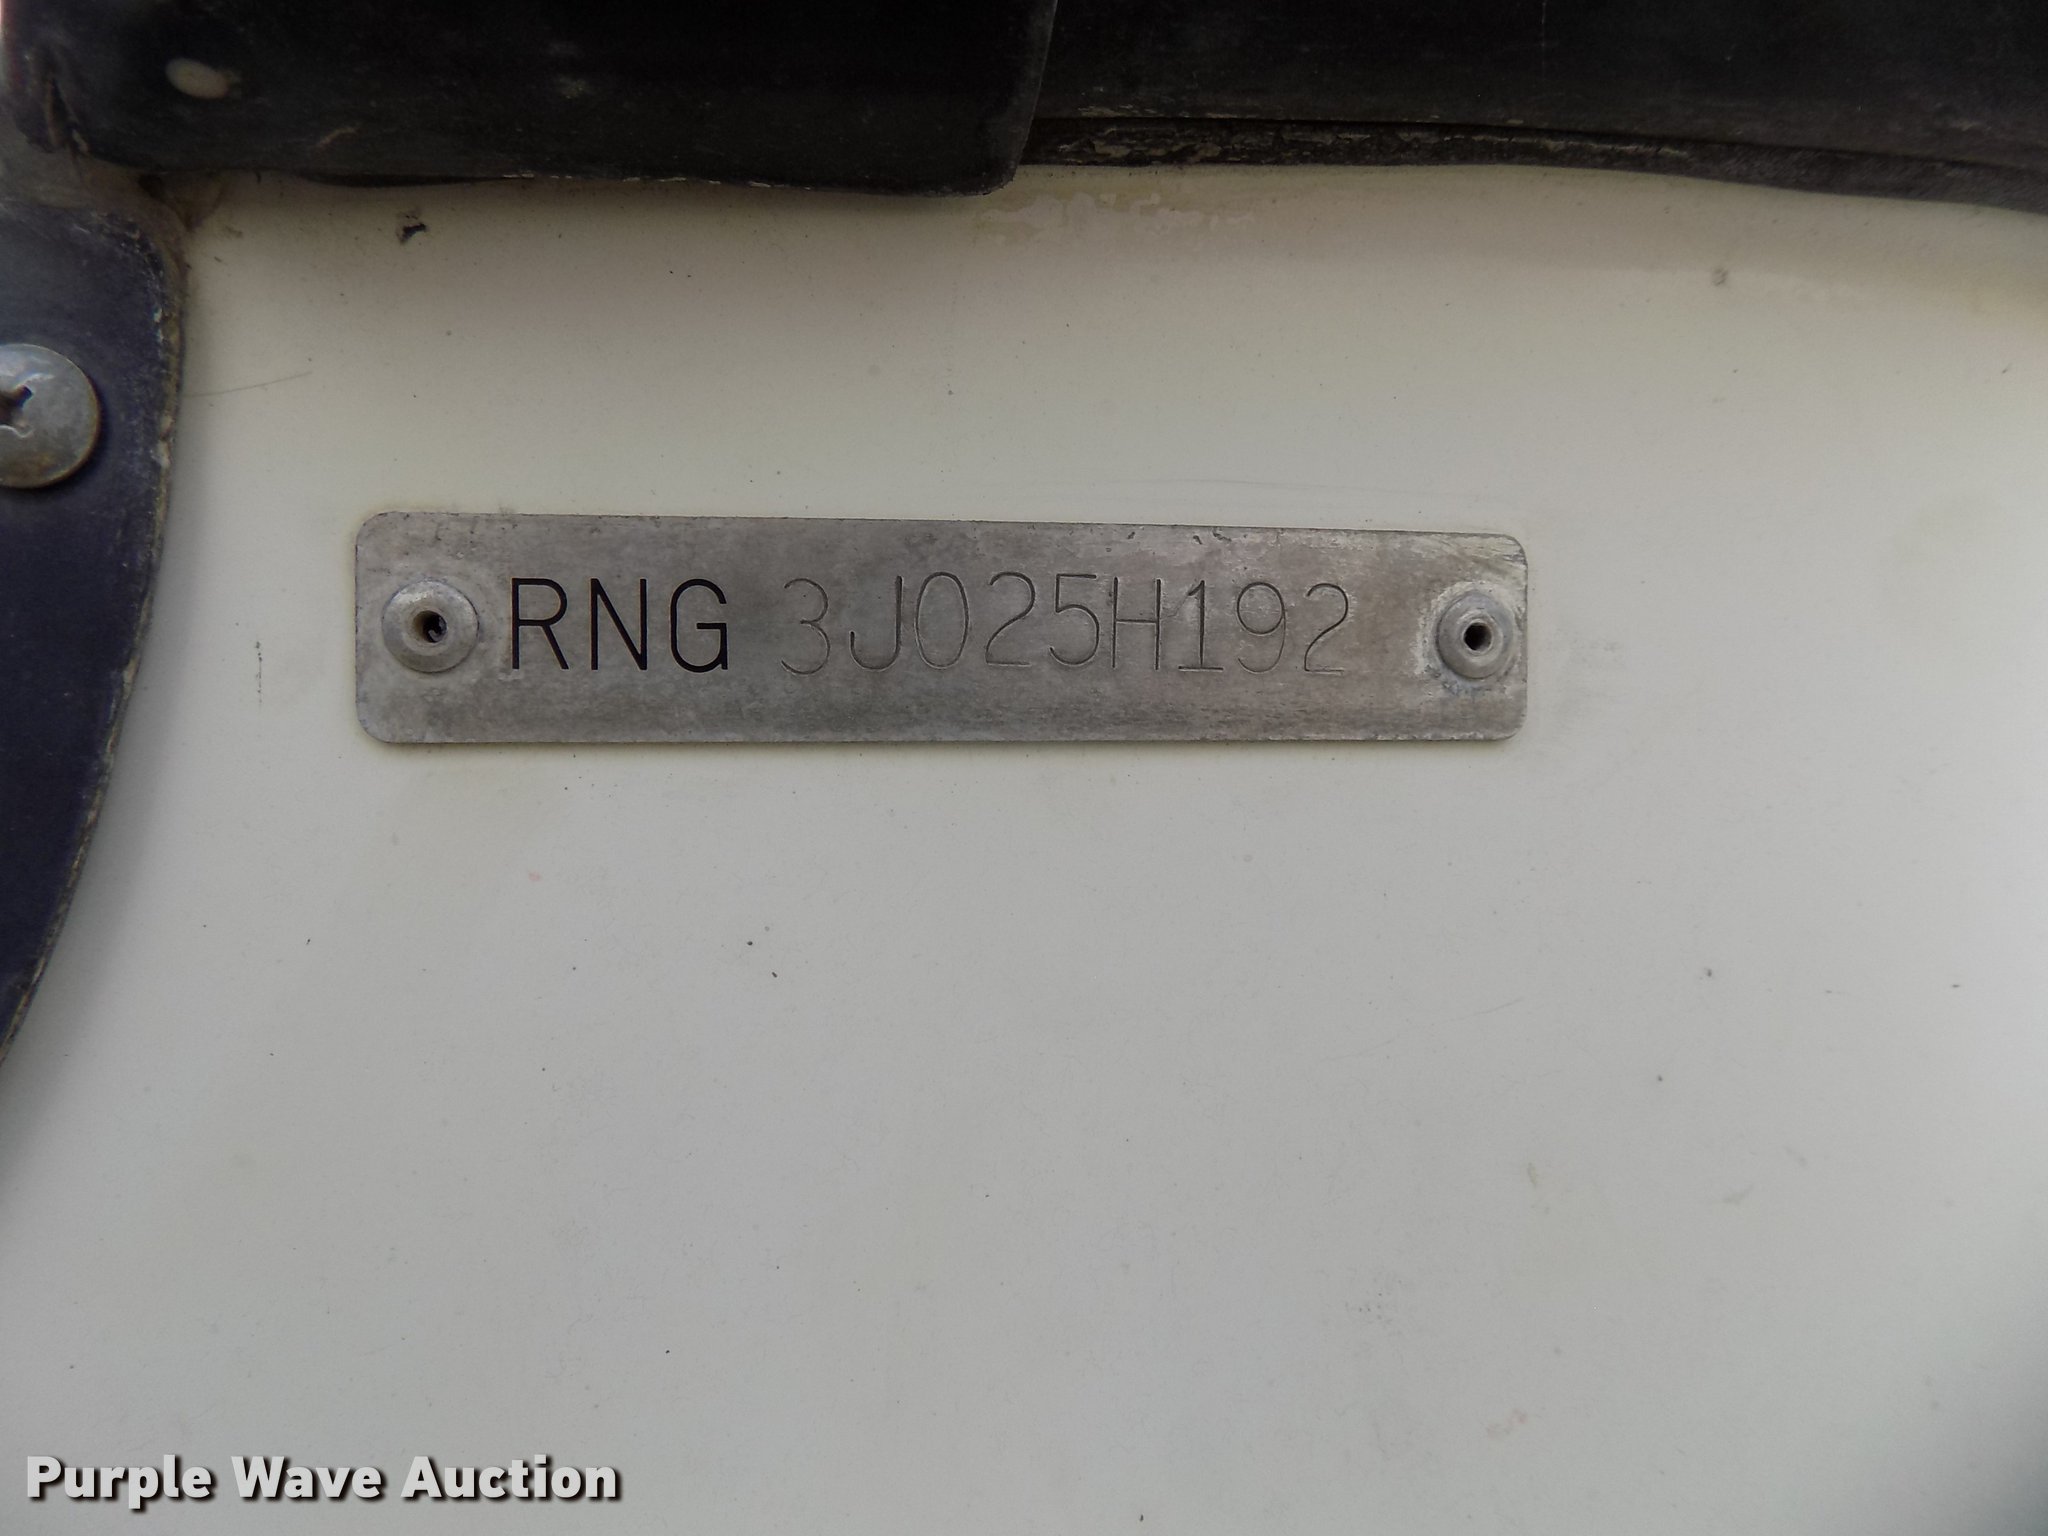 RNG 3J025H192
Purple Wave Auction